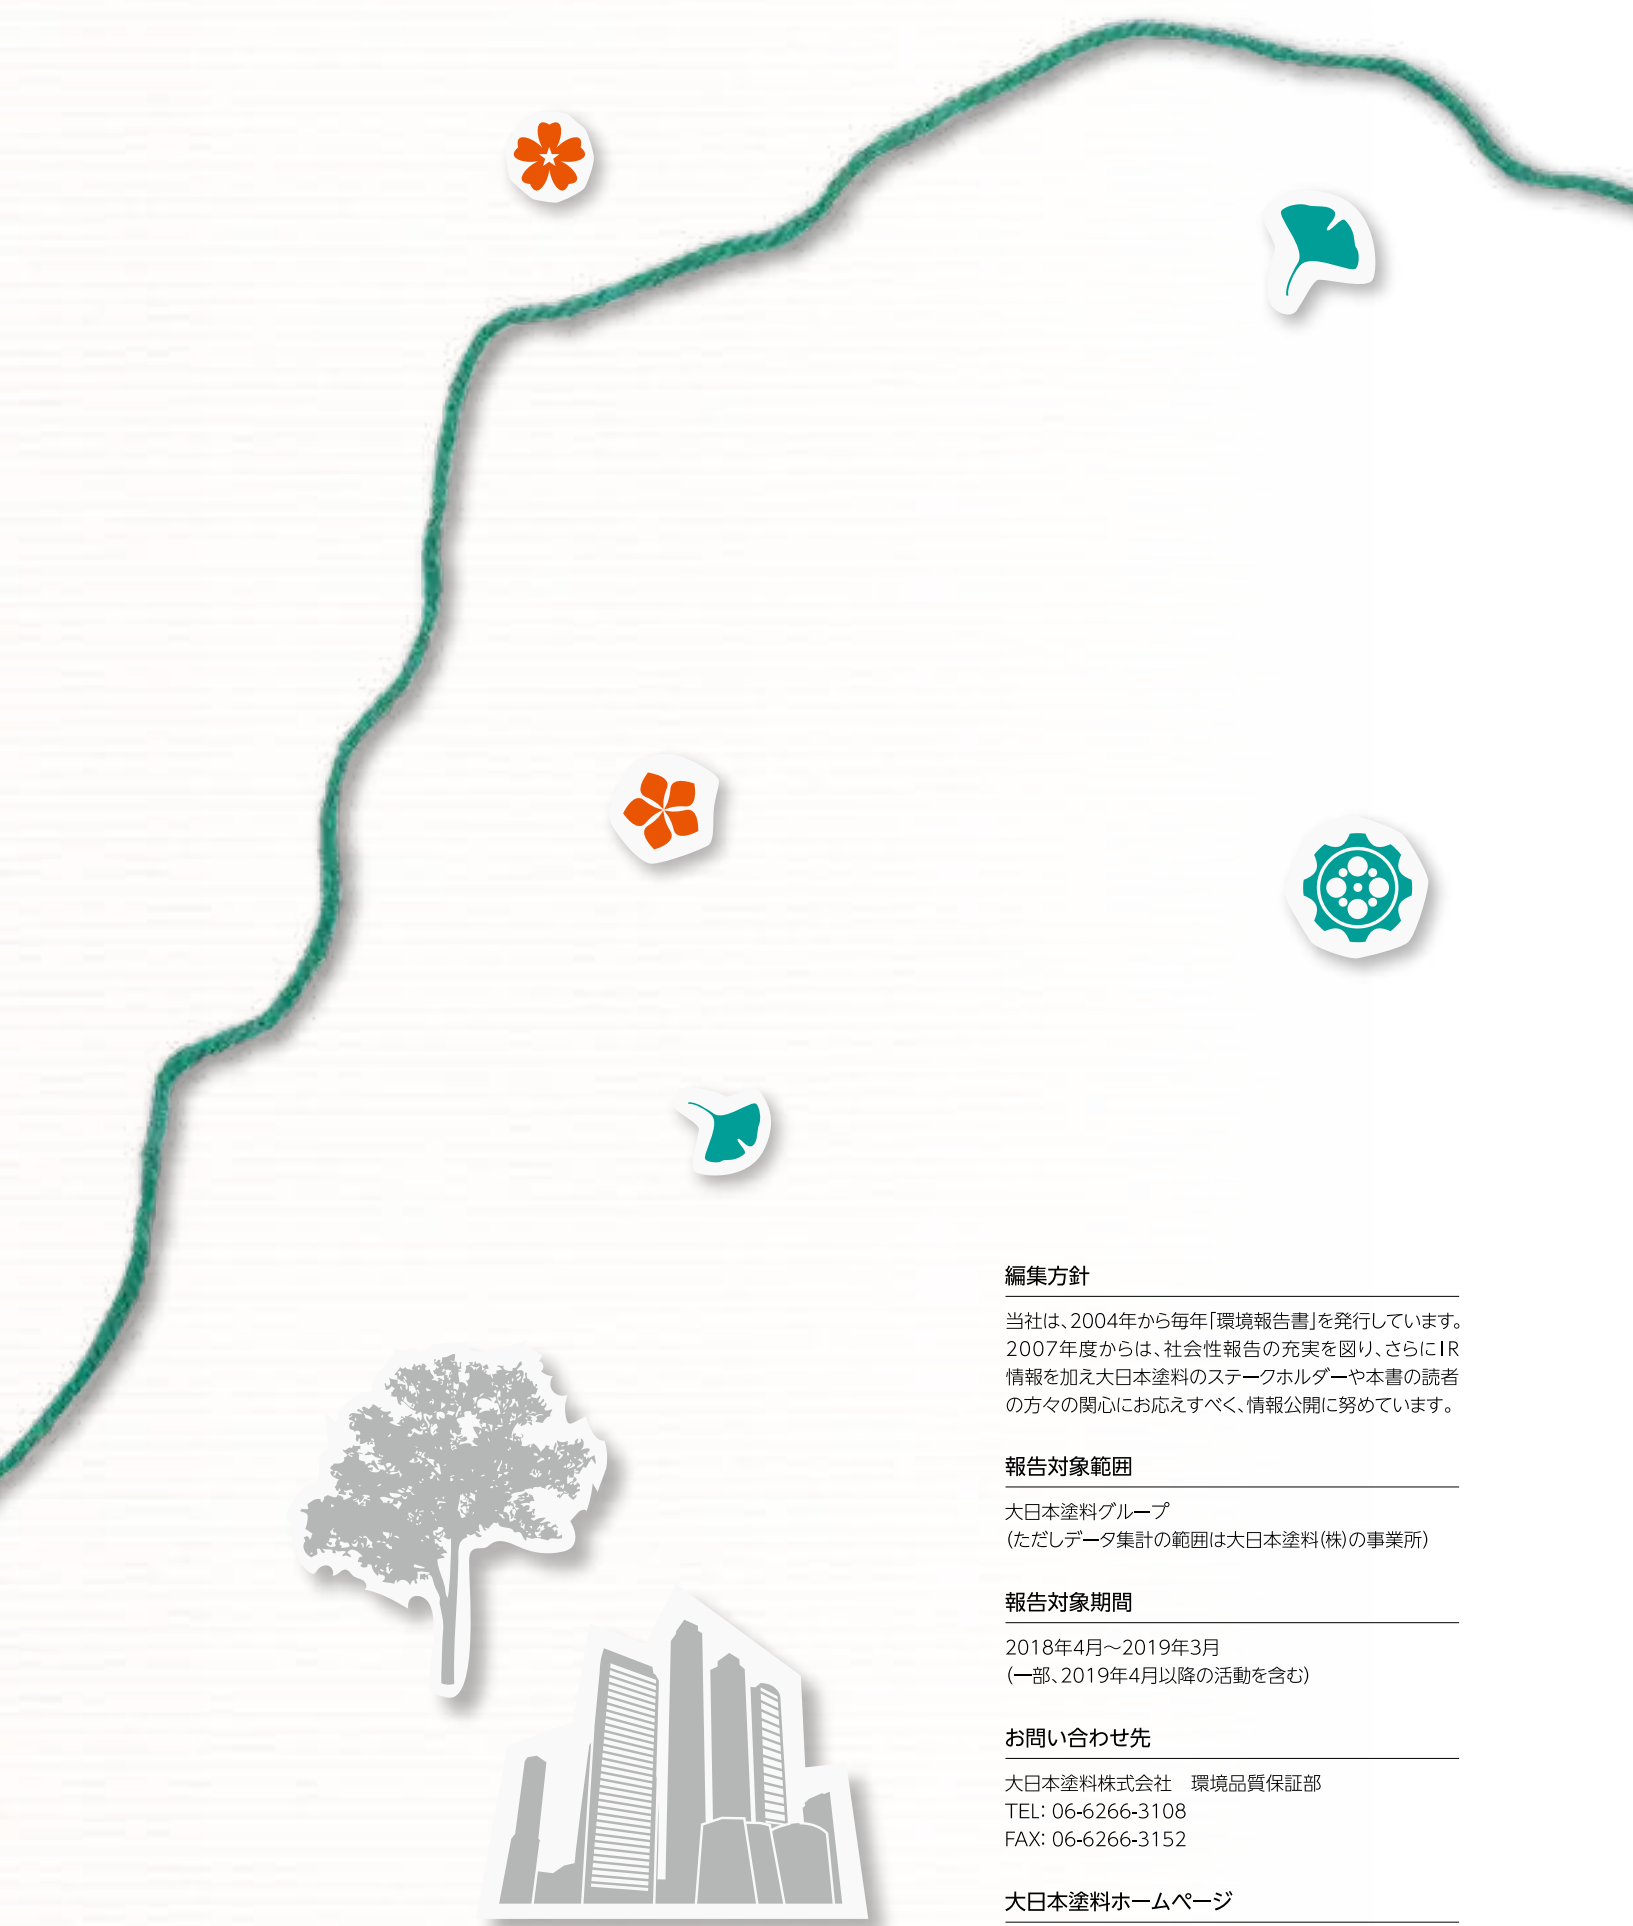 編集方針
当社は、2004年から毎年「環境報告書」を発行しています。
2007年度からは、社会性報告の充実を図り、さらにIR
情報を加え大日本塗料のステークホルダーや本書の読者
の方々の関心にお応えすべく、情報公開に努めています。
報告対象範囲
大日本塗料グループ
(ただしデータ集計の範囲は大日本塗料(株)の事業所)
報告対象期間
2018年4月～2019年3月
(一部、2019年4月以降の活動を含む)
お問い合わせ先
大日本塗料株式会社　環境品質保証部
TEL: 06-6266-3108
FAX: 06-6266-3152
大日本塗料ホームページ